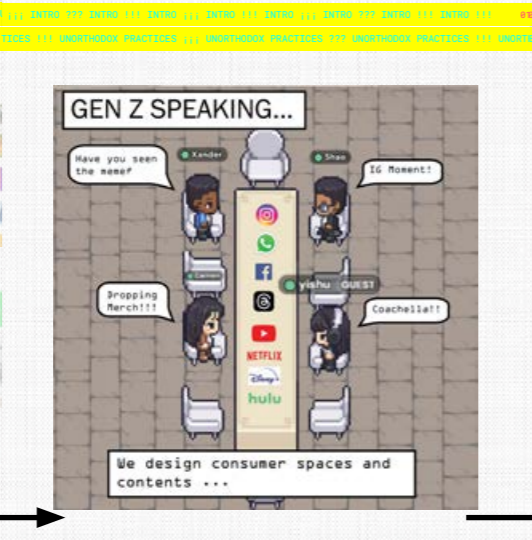 ¡¡¡ INTRO ??? INTRO !!! INTRO ¡¡¡ INTRO !!! INTRO ¡¡¡ INTRO ??? INTRO !!! INTRO !!!
TICES !!! UNORTHODOX PRACTICES ¡¡¡ UNORTHODOX PRACTICES ??? UNORTHODOX PRACTICES !!!
GEN Z SPEAKING...
Have you seen
the meme?
Xander
Shao
IG Moment!
yishu GUEST
Dropping
Merch!!!
Coachella!!
NETFLIX
Disney+
hulu
We design consumer spaces and
contents ...